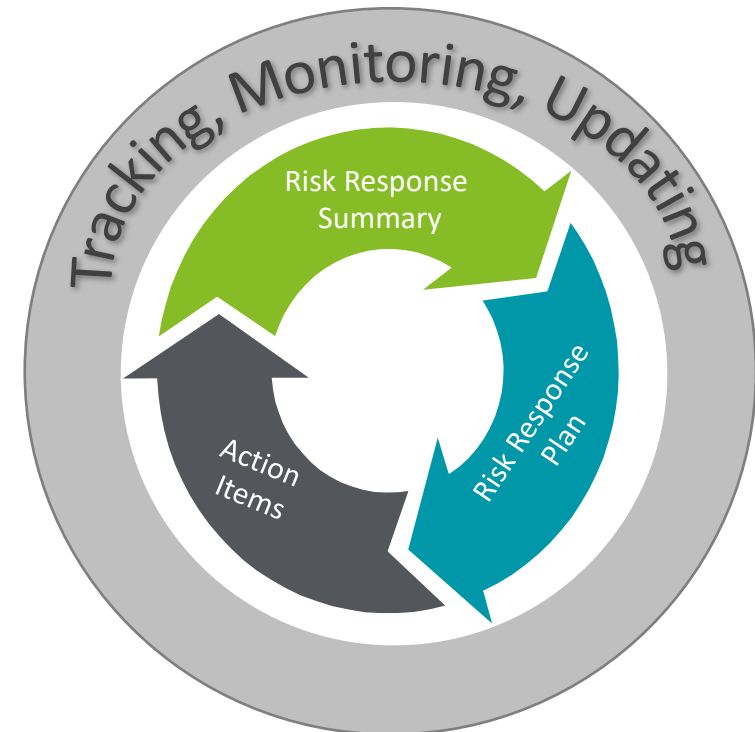 Tracking, Monitoring, Updating
Risk Response
Summary
Risk Response
Plan
Action
Items